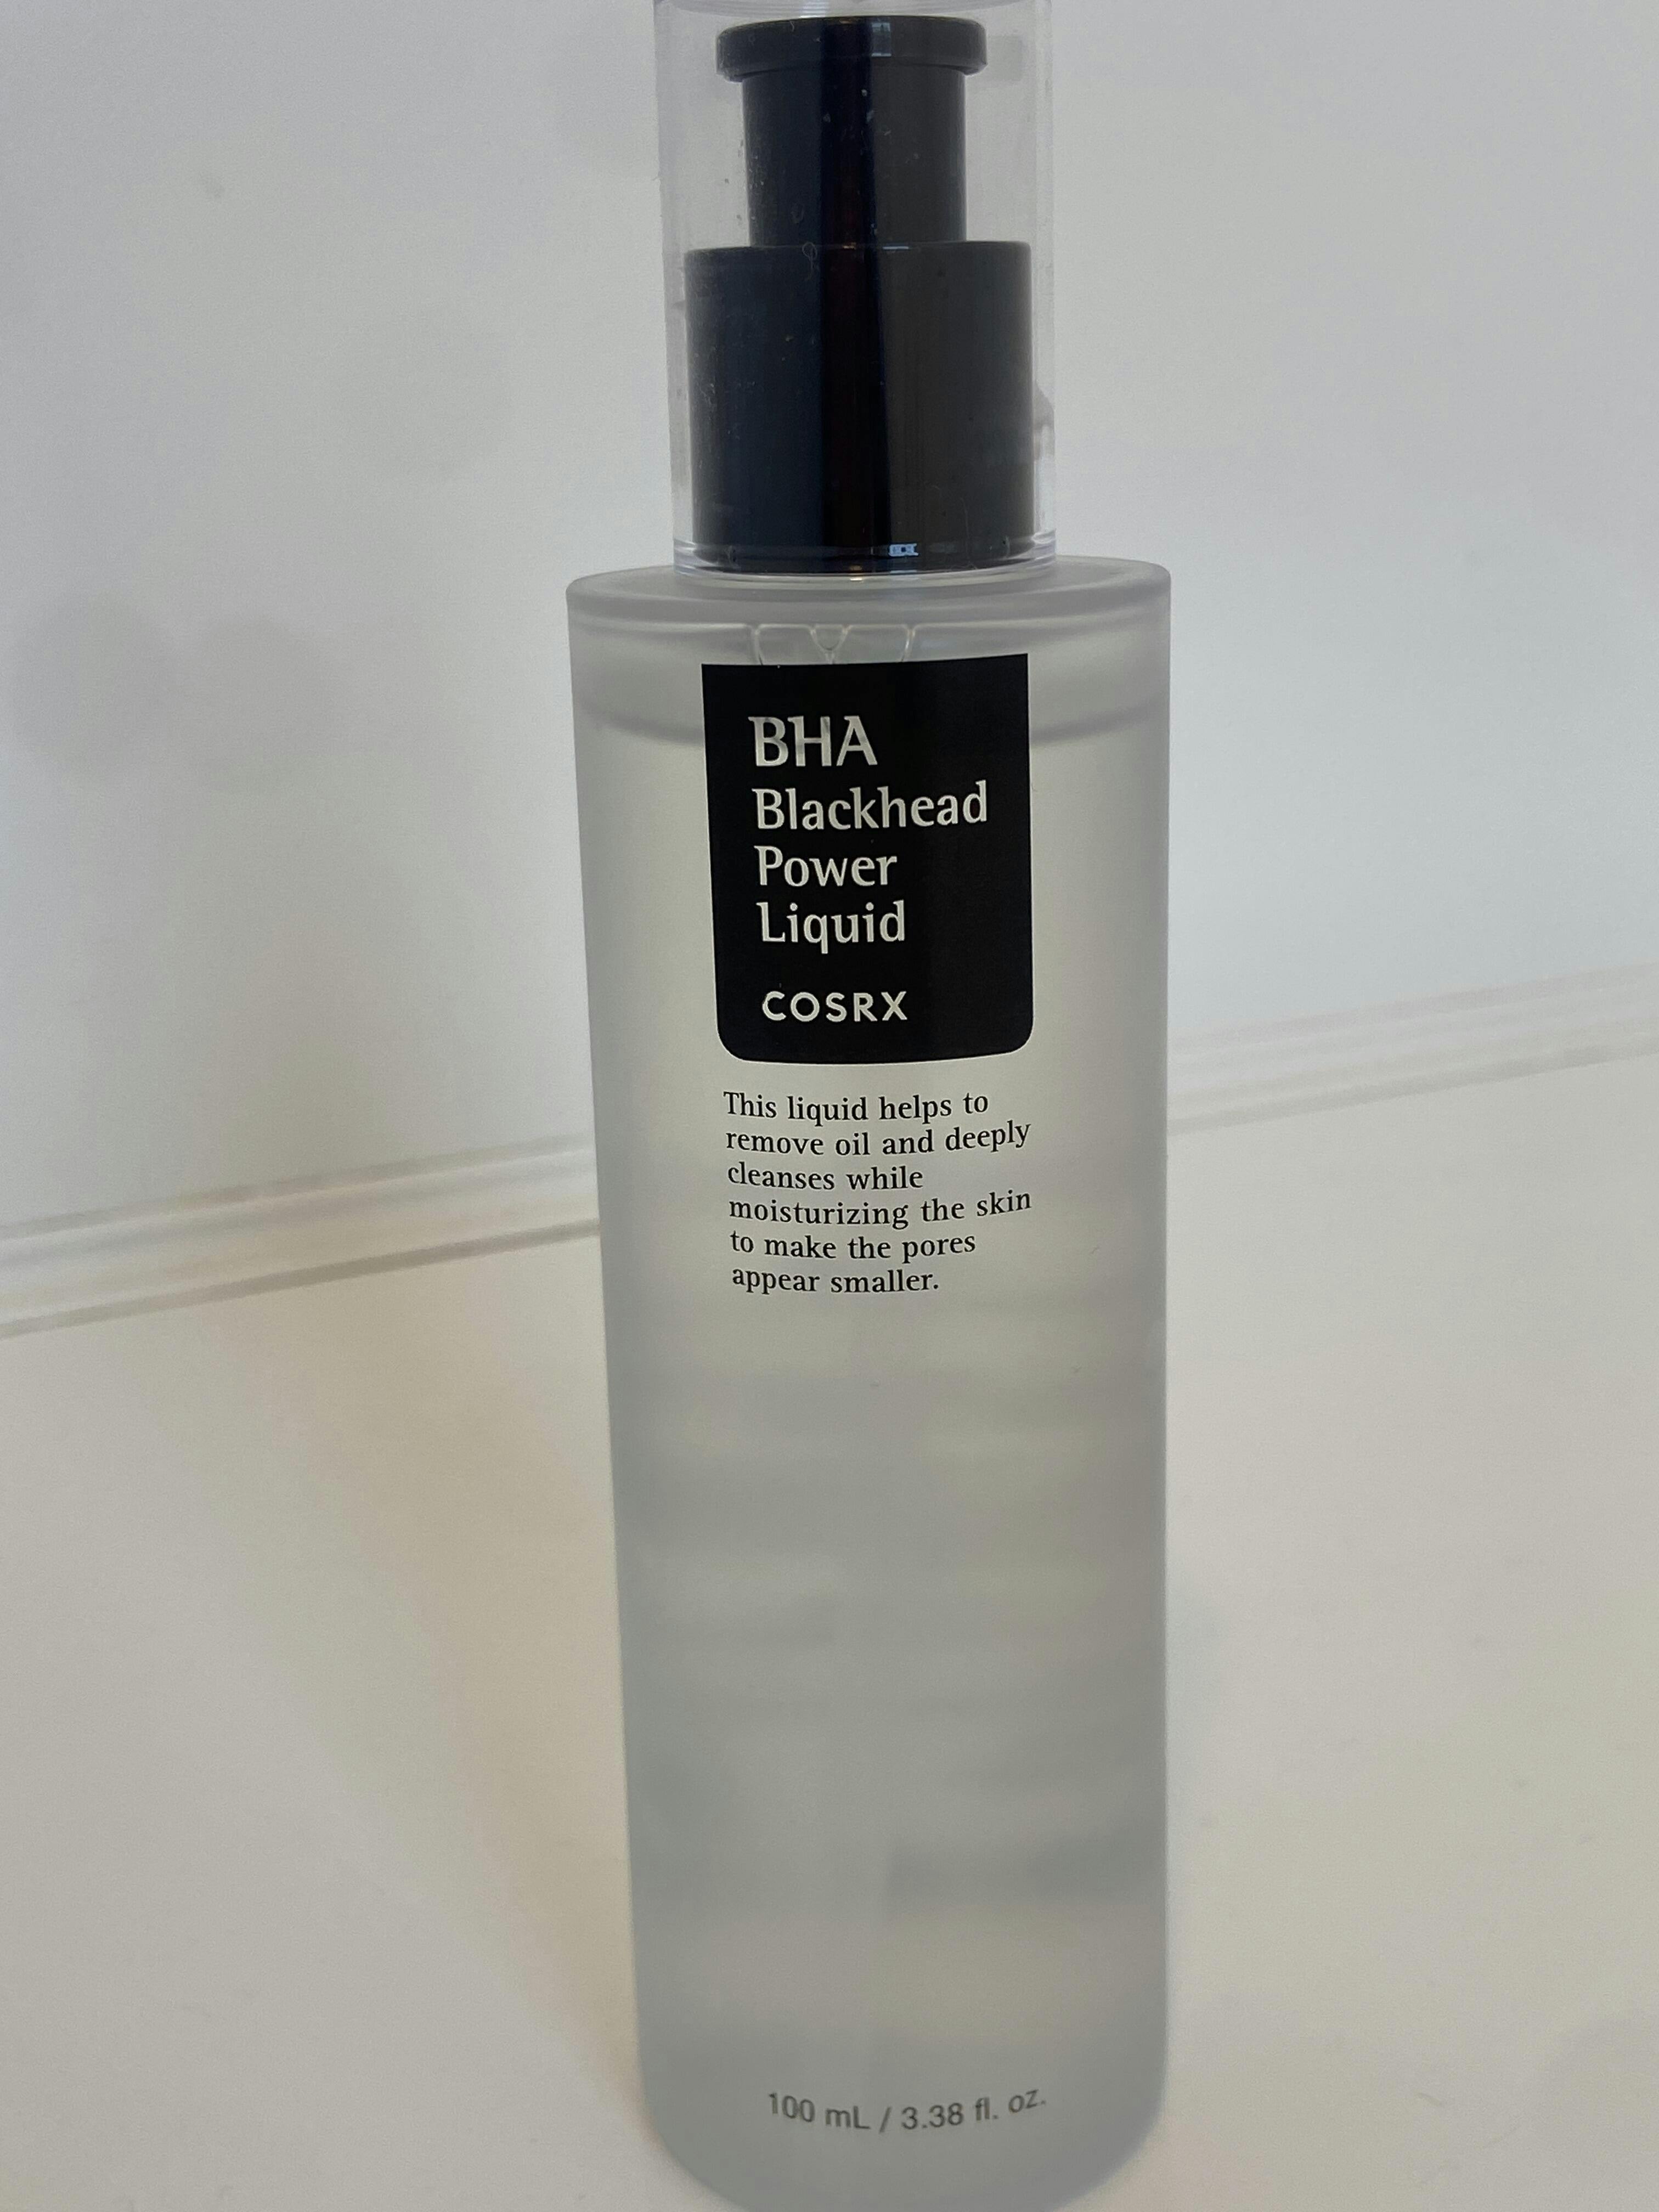 BHA
Blackhead
Power
Liquid
COSRX
This liquid helps to
remove oil and deeply
cleanses while
moisturizing the skin
to make the pores
appear smaller.
100 mL / 3.38 fl. oz.